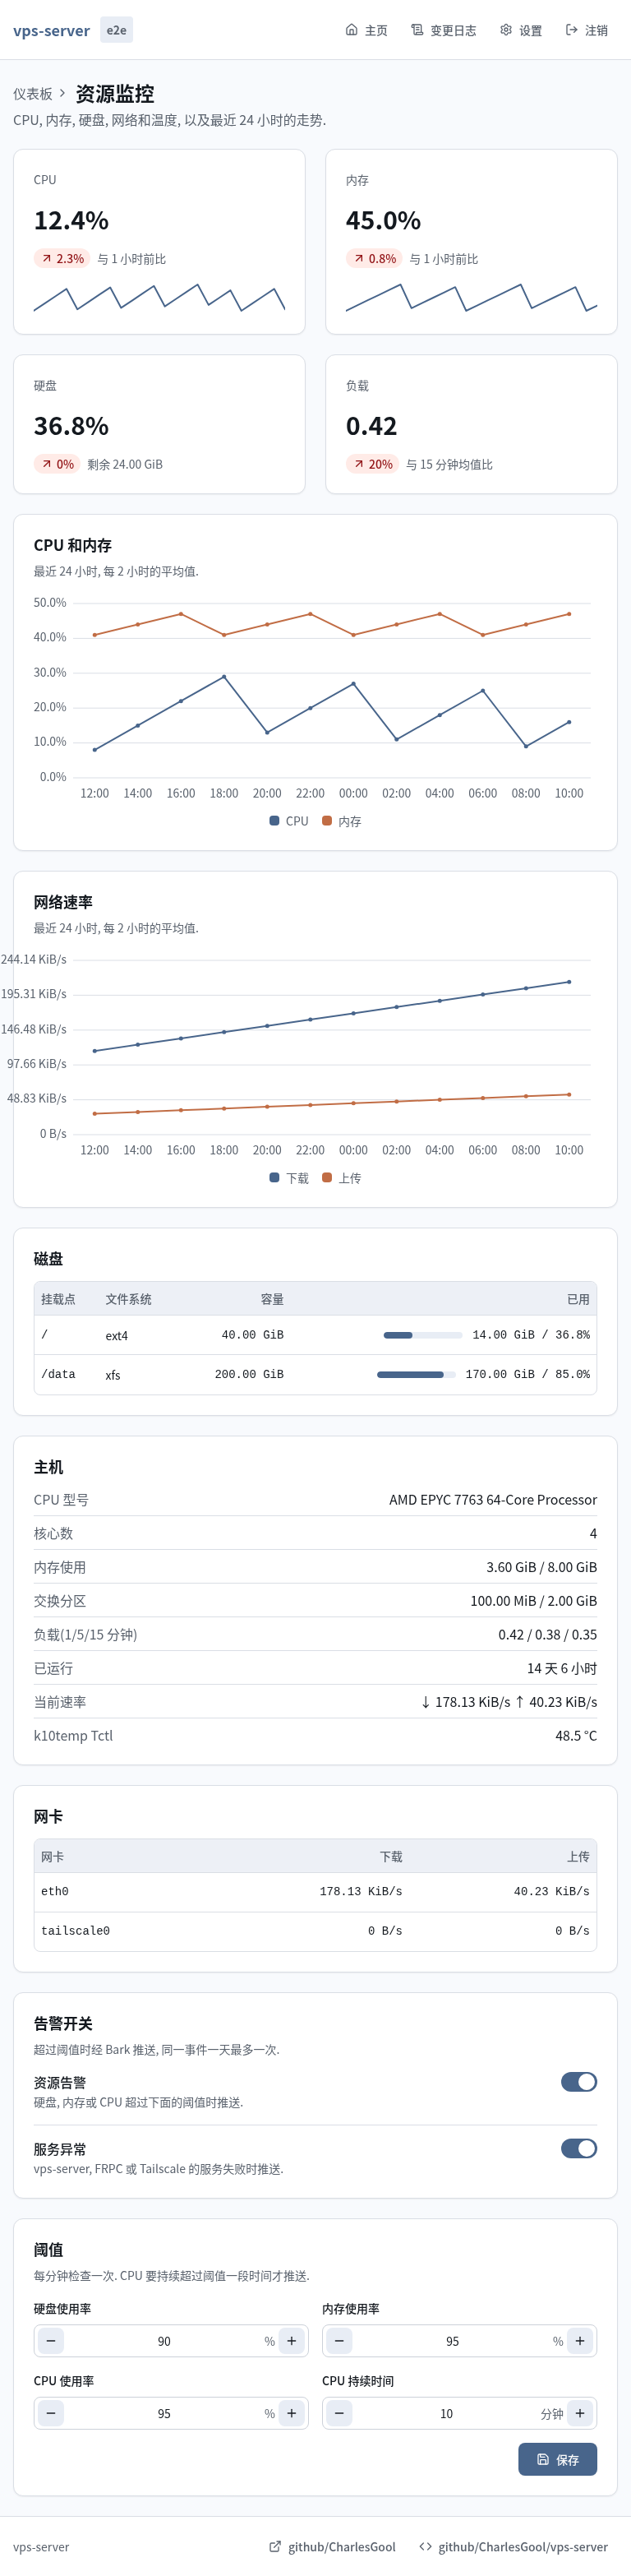 vps-server e2e 主页 变更日志 设置 注销
仪表板 资源监控
CPU, 内存, 硬盘, 网络和温度, 以及最近 24 小时的走势.
CPU
12.4%
2.3% 与 1 小时前比
内存
45.0%
0.8% 与 1 小时前比
硬盘
36.8%
0% 剩余 24.00 GiB
负载
0.42
20% 与 15 分钟均值比
CPU 和内存
最近 24 小时, 每 2 小时的平均值.
50.0%
40.0%
30.0%
20.0%
10.0%
0.0%
12:00 14:00 16:00 18:00 20:00 22:00 00:00 02:00 04:00 06:00 08:00 10:00
CPU 内存
网络速率
最近 24 小时, 每 2 小时的平均值.
244.14 KiB/s
195.31 KiB/s
146.48 KiB/s
97.66 KiB/s
48.83 KiB/s
0 B/s
12:00 14:00 16:00 18:00 20:00 22:00 00:00 02:00 04:00 06:00 08:00 10:00
下载 上传
磁盘
挂载点 文件系统 容量 已用
/ ext4 40.00 GiB 14.00 GiB / 36.8%
/data xfs 200.00 GiB 170.00 GiB / 85.0%
主机
CPU 型号 AMD EPYC 7763 64-Core Processor
核心数 4
内存使用 3.60 GiB / 8.00 GiB
交换分区 100.00 MiB / 2.00 GiB
负载(1/5/15 分钟) 0.42 / 0.38 / 0.35
已运行 14 天 6 小时
当前速率 ↓ 178.13 KiB/s ↑ 40.23 KiB/s
k10temp Tctl 48.5 °C
网卡
网卡 下载 上传
eth0 178.13 KiB/s 40.23 KiB/s
tailscale0 0 B/s 0 B/s
告警开关
超过阈值时经 Bark 推送, 同一事件一天最多一次.
资源告警
硬盘, 内存或 CPU 超过下面的阈值时推送.
服务异常
vps-server, FRPC 或 Tailscale 的服务失败时推送.
阈值
每分钟检查一次. CPU 要持续超过阈值一段时间才推送.
硬盘使用率 内存使用率
− 90 % + − 95 % +
CPU 使用率 CPU 持续时间
− 95 % + − 10 分钟 +
保存
vps-server github/CharlesGool github/CharlesGool/vps-server